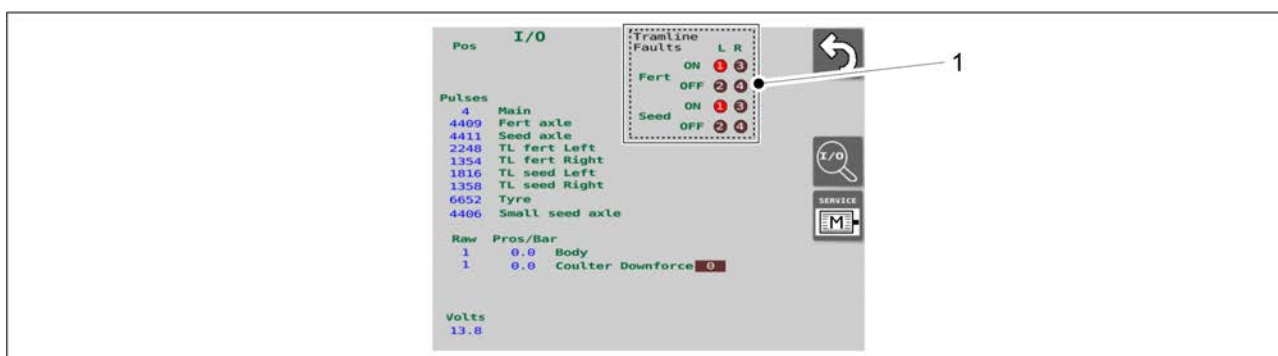 I/O
Pos
Tramline
Faults L R
Fert ON 1 3
OFF 2 4
Seed ON 1 3
OFF 2 4
1
Pulses
4 Main
4409 Fert axle
4411 Seed axle
2248 TL fert Left
1354 TL fert Right
1816 TL seed Left
1358 TL seed Right
6652 Tyre
4406 Small seed axle
Raw Pros/Bar
1 0.0 Body
1 0.0 Coulter Downforce 0
Volts
13.8
I/O
SERVICE
M